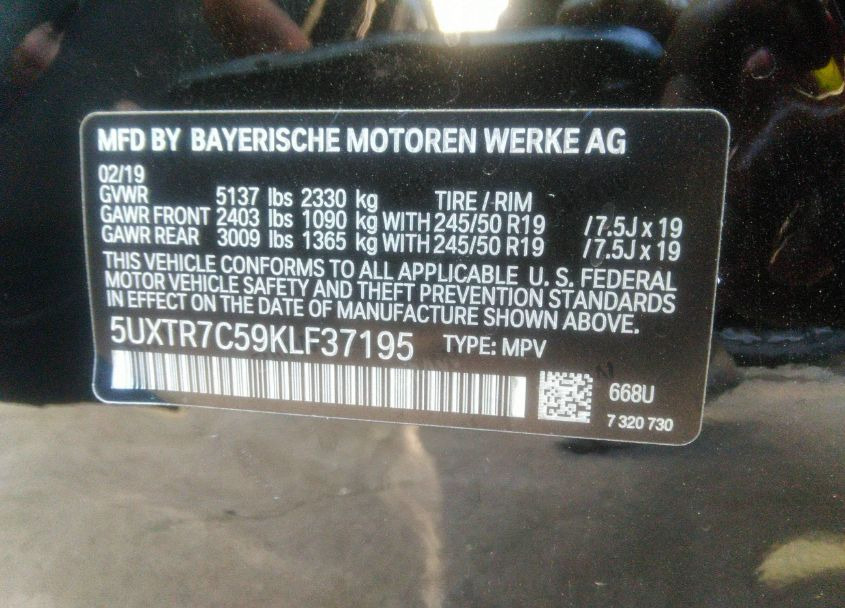 MFD BY BAYERISCHE MOTOREN WERKE AG
02/19
GVWR 5137 lbs 2330 kg TIRE / RIM
GAWR FRONT 2403 lbs 1090 kg WITH 245/50 R19 / 7.5J x 19
GAWR REAR 3009 lbs 1365 kg WITH 245/50 R19 / 7.5J x 19
THIS VEHICLE CONFORMS TO ALL APPLICABLE U. S. FEDERAL
MOTOR VEHICLE SAFETY AND THEFT PREVENTION STANDARDS
IN EFFECT ON THE DATE OF MANUFACTURE SHOWN ABOVE.
5UXTR7C59KLF37195 TYPE: MPV
668U
7 320 730